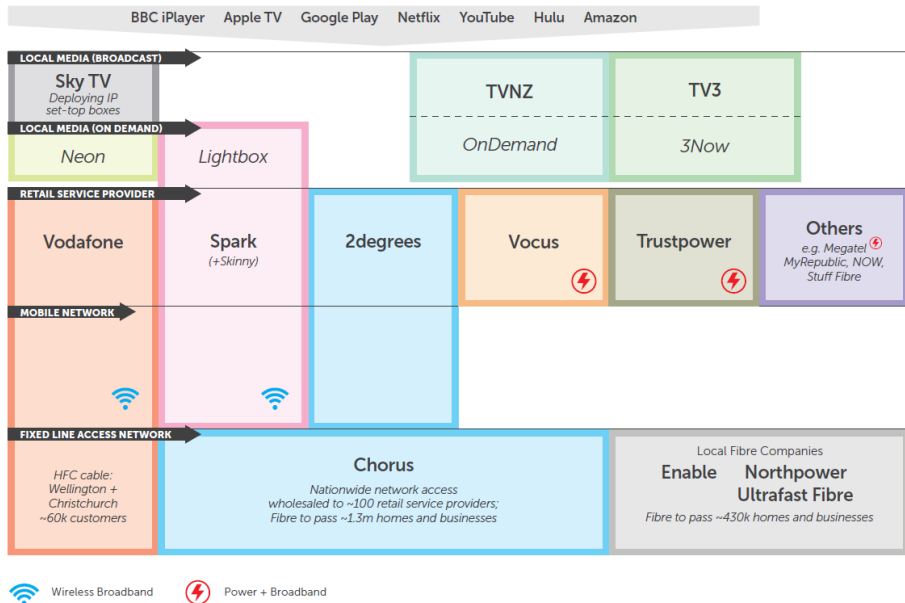 BBC iPlayer Apple TV Google Play Netflix YouTube Hulu Amazon
LOCAL MEDIA (BROADCAST)
Sky TV
Deploying IP
set-top boxes
TVNZ
TV3
LOCAL MEDIA (ON DEMAND)
Neon
Lightbox
OnDemand
3Now
RETAIL SERVICE PROVIDER
Vodafone
Spark
(+Skinny)
2degrees
Vocus
Trustpower
Others
e.g. Megatel
MyRepublic, NOW,
Stuff Fibre
MOBILE NETWORK
FIXED LINE ACCESS NETWORK
HFC cable:
Wellington +
Christchurch
~60k customers
Chorus
Nationwide network access
wholesaled to ~100 retail service providers;
Fibre to pass ~1.3m homes and businesses
Local Fibre Companies
Enable Northpower
Ultrafast Fibre
Fibre to pass ~430k homes and businesses
Wireless Broadband
Power + Broadband